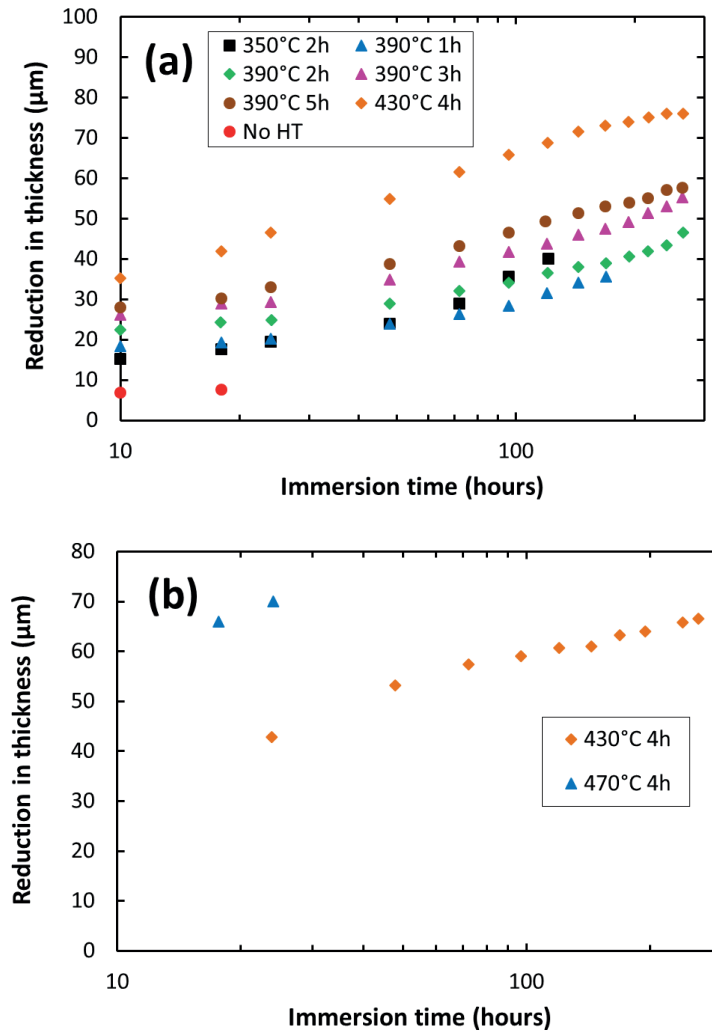 100
90
80
70
60
50
40
30
20
10
0
Reduction in thickness (µm)
(a)
350°C 2h 390°C 1h
390°C 2h 390°C 3h
390°C 5h 430°C 4h
No HT
10 100
Immersion time (hours)
80
70
60
50
40
30
20
10
0
Reduction in thickness (µm)
(b)
430°C 4h
470°C 4h
10 100
Immersion time (hours)